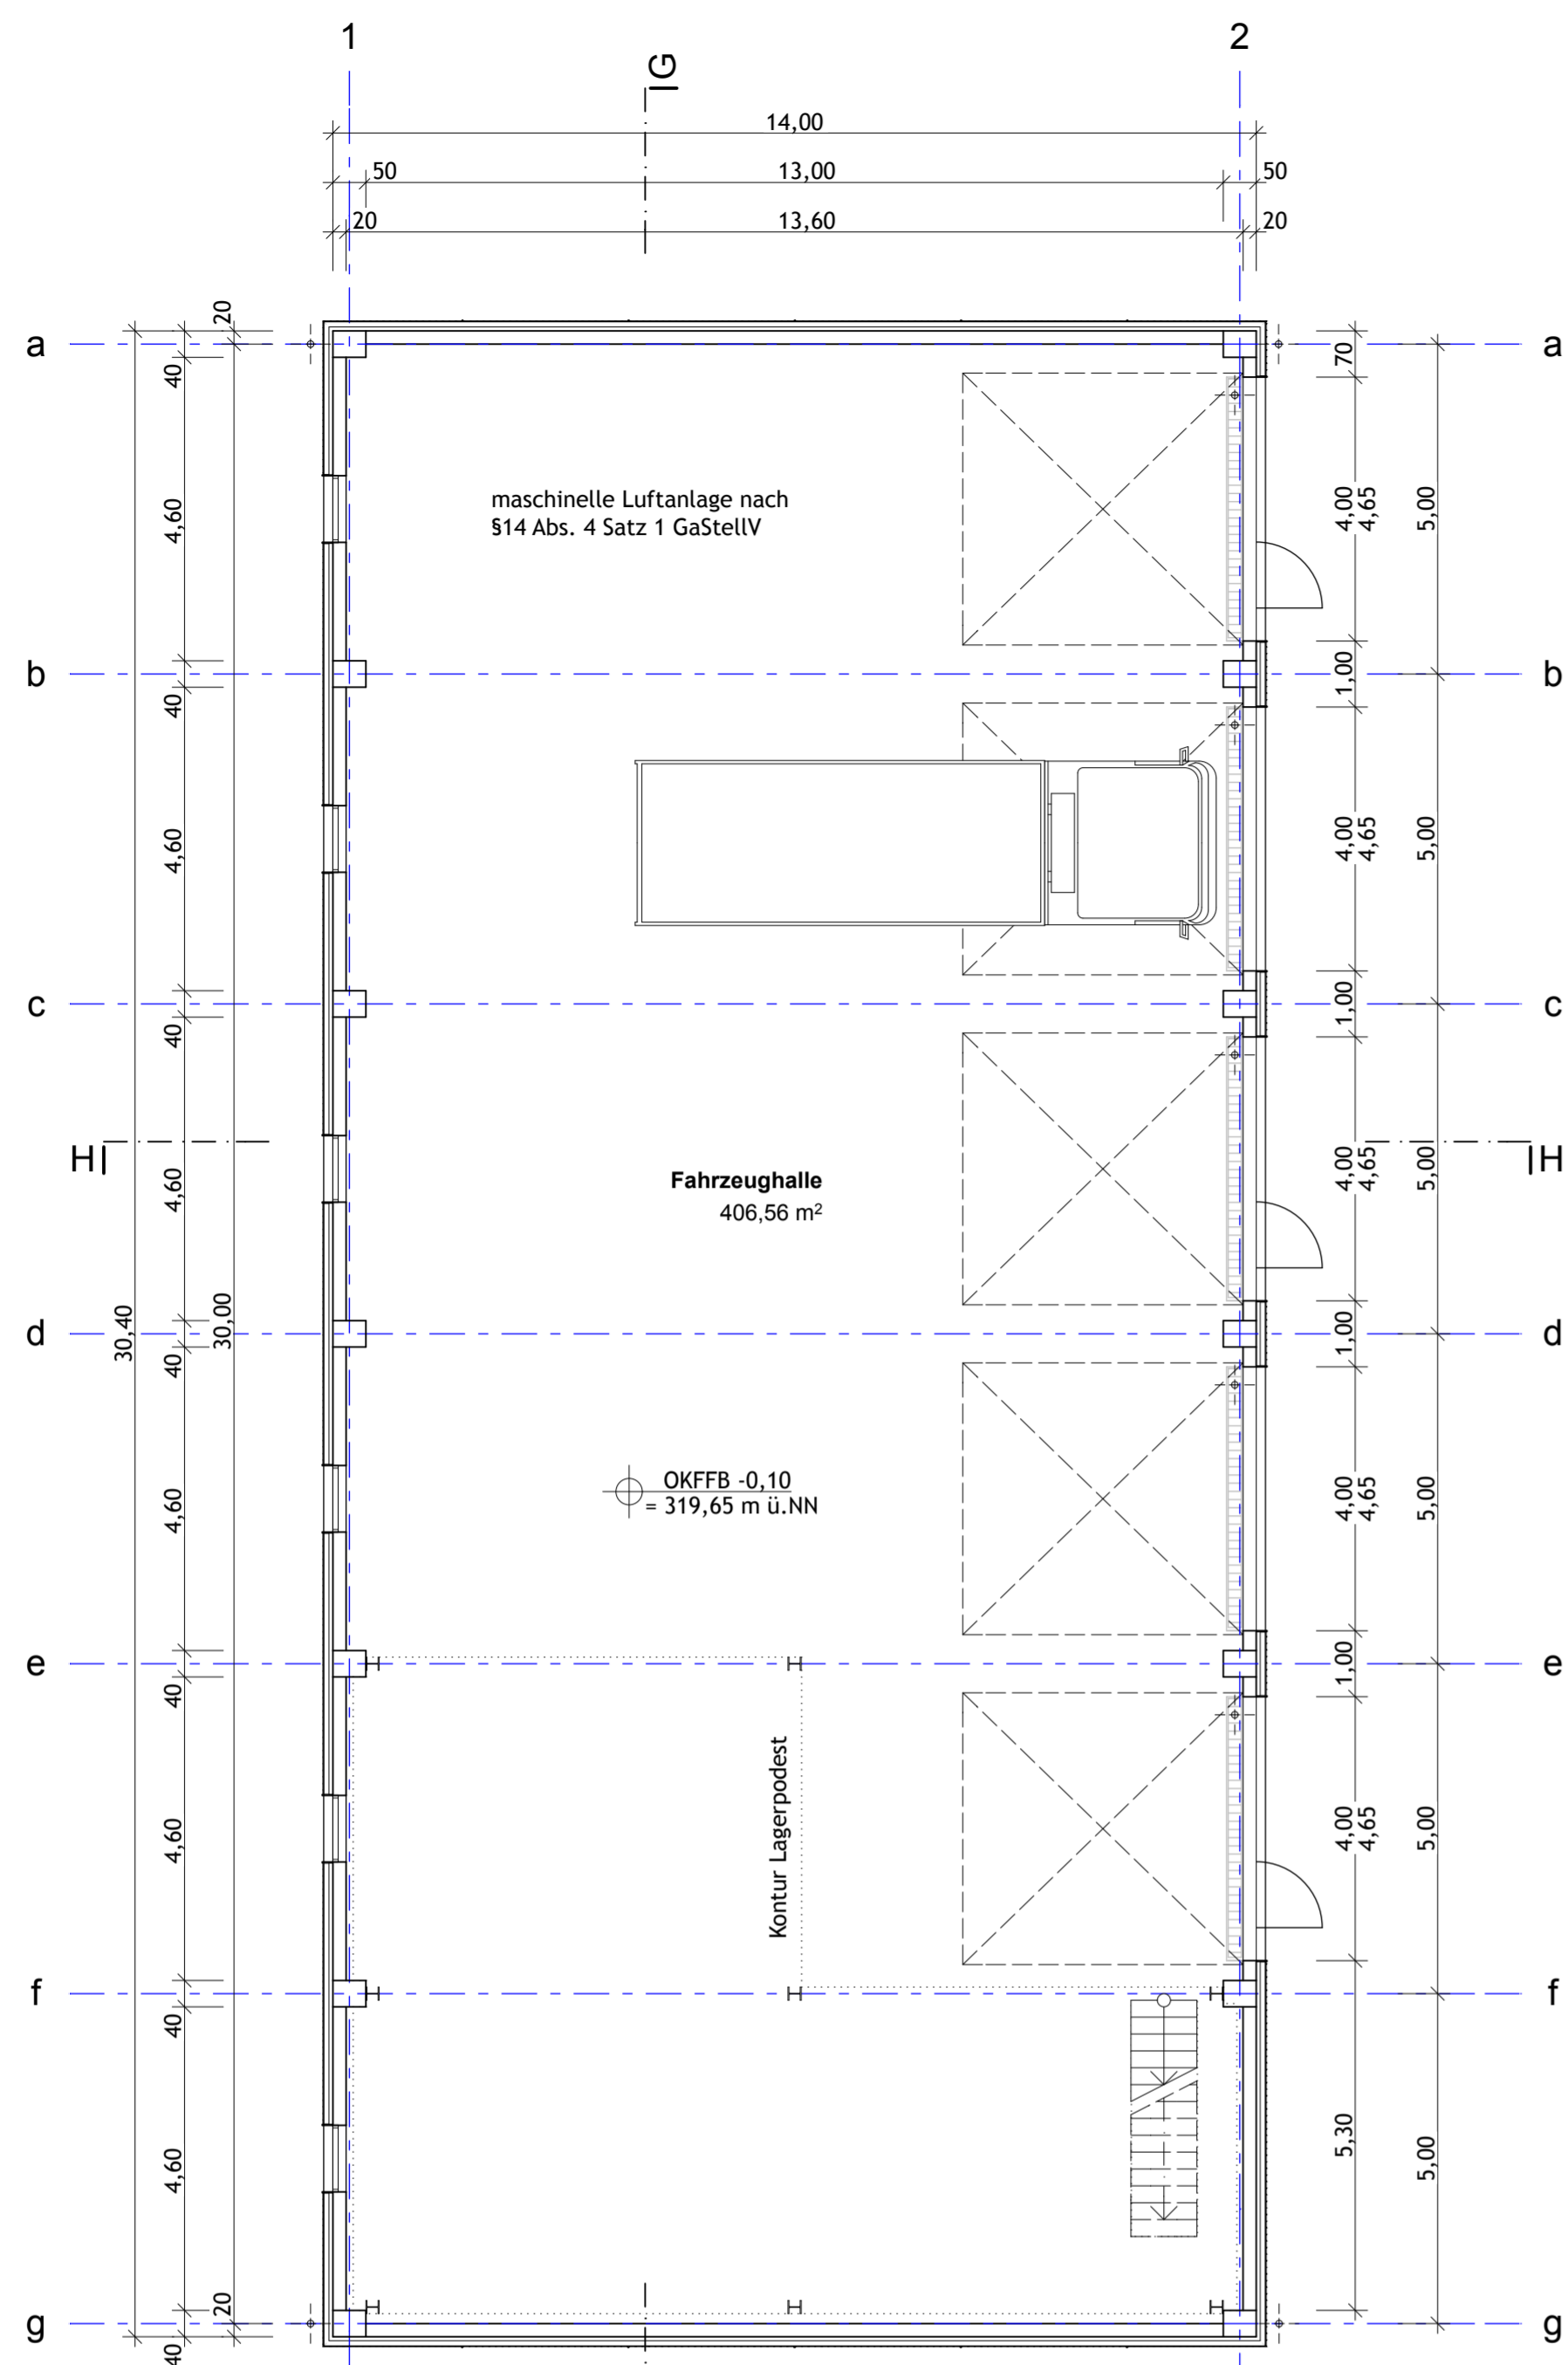 1
2
IG
14,00
50
13,00
50
20
13,60
20
20
a
a
40
70
maschinelle Luftanlage nach
§14 Abs. 4 Satz 1 GaStellV
4,60
4,00
4,65
5,00
b
b
40
1,00
4,60
4,00
4,65
5,00
c
c
40
1,00
HI
IH
Fahrzeughalle
406,56 m²
4,60
4,00
4,65
5,00
30,40
30,00
d
d
40
1,00
OKFFB -0,10
= 319,65 m ü.NN
4,60
4,00
4,65
5,00
e
e
40
1,00
Kontur Lagerpodest
4,60
4,00
4,65
5,00
f
f
40
4,60
5,30
5,00
20
g
g
40